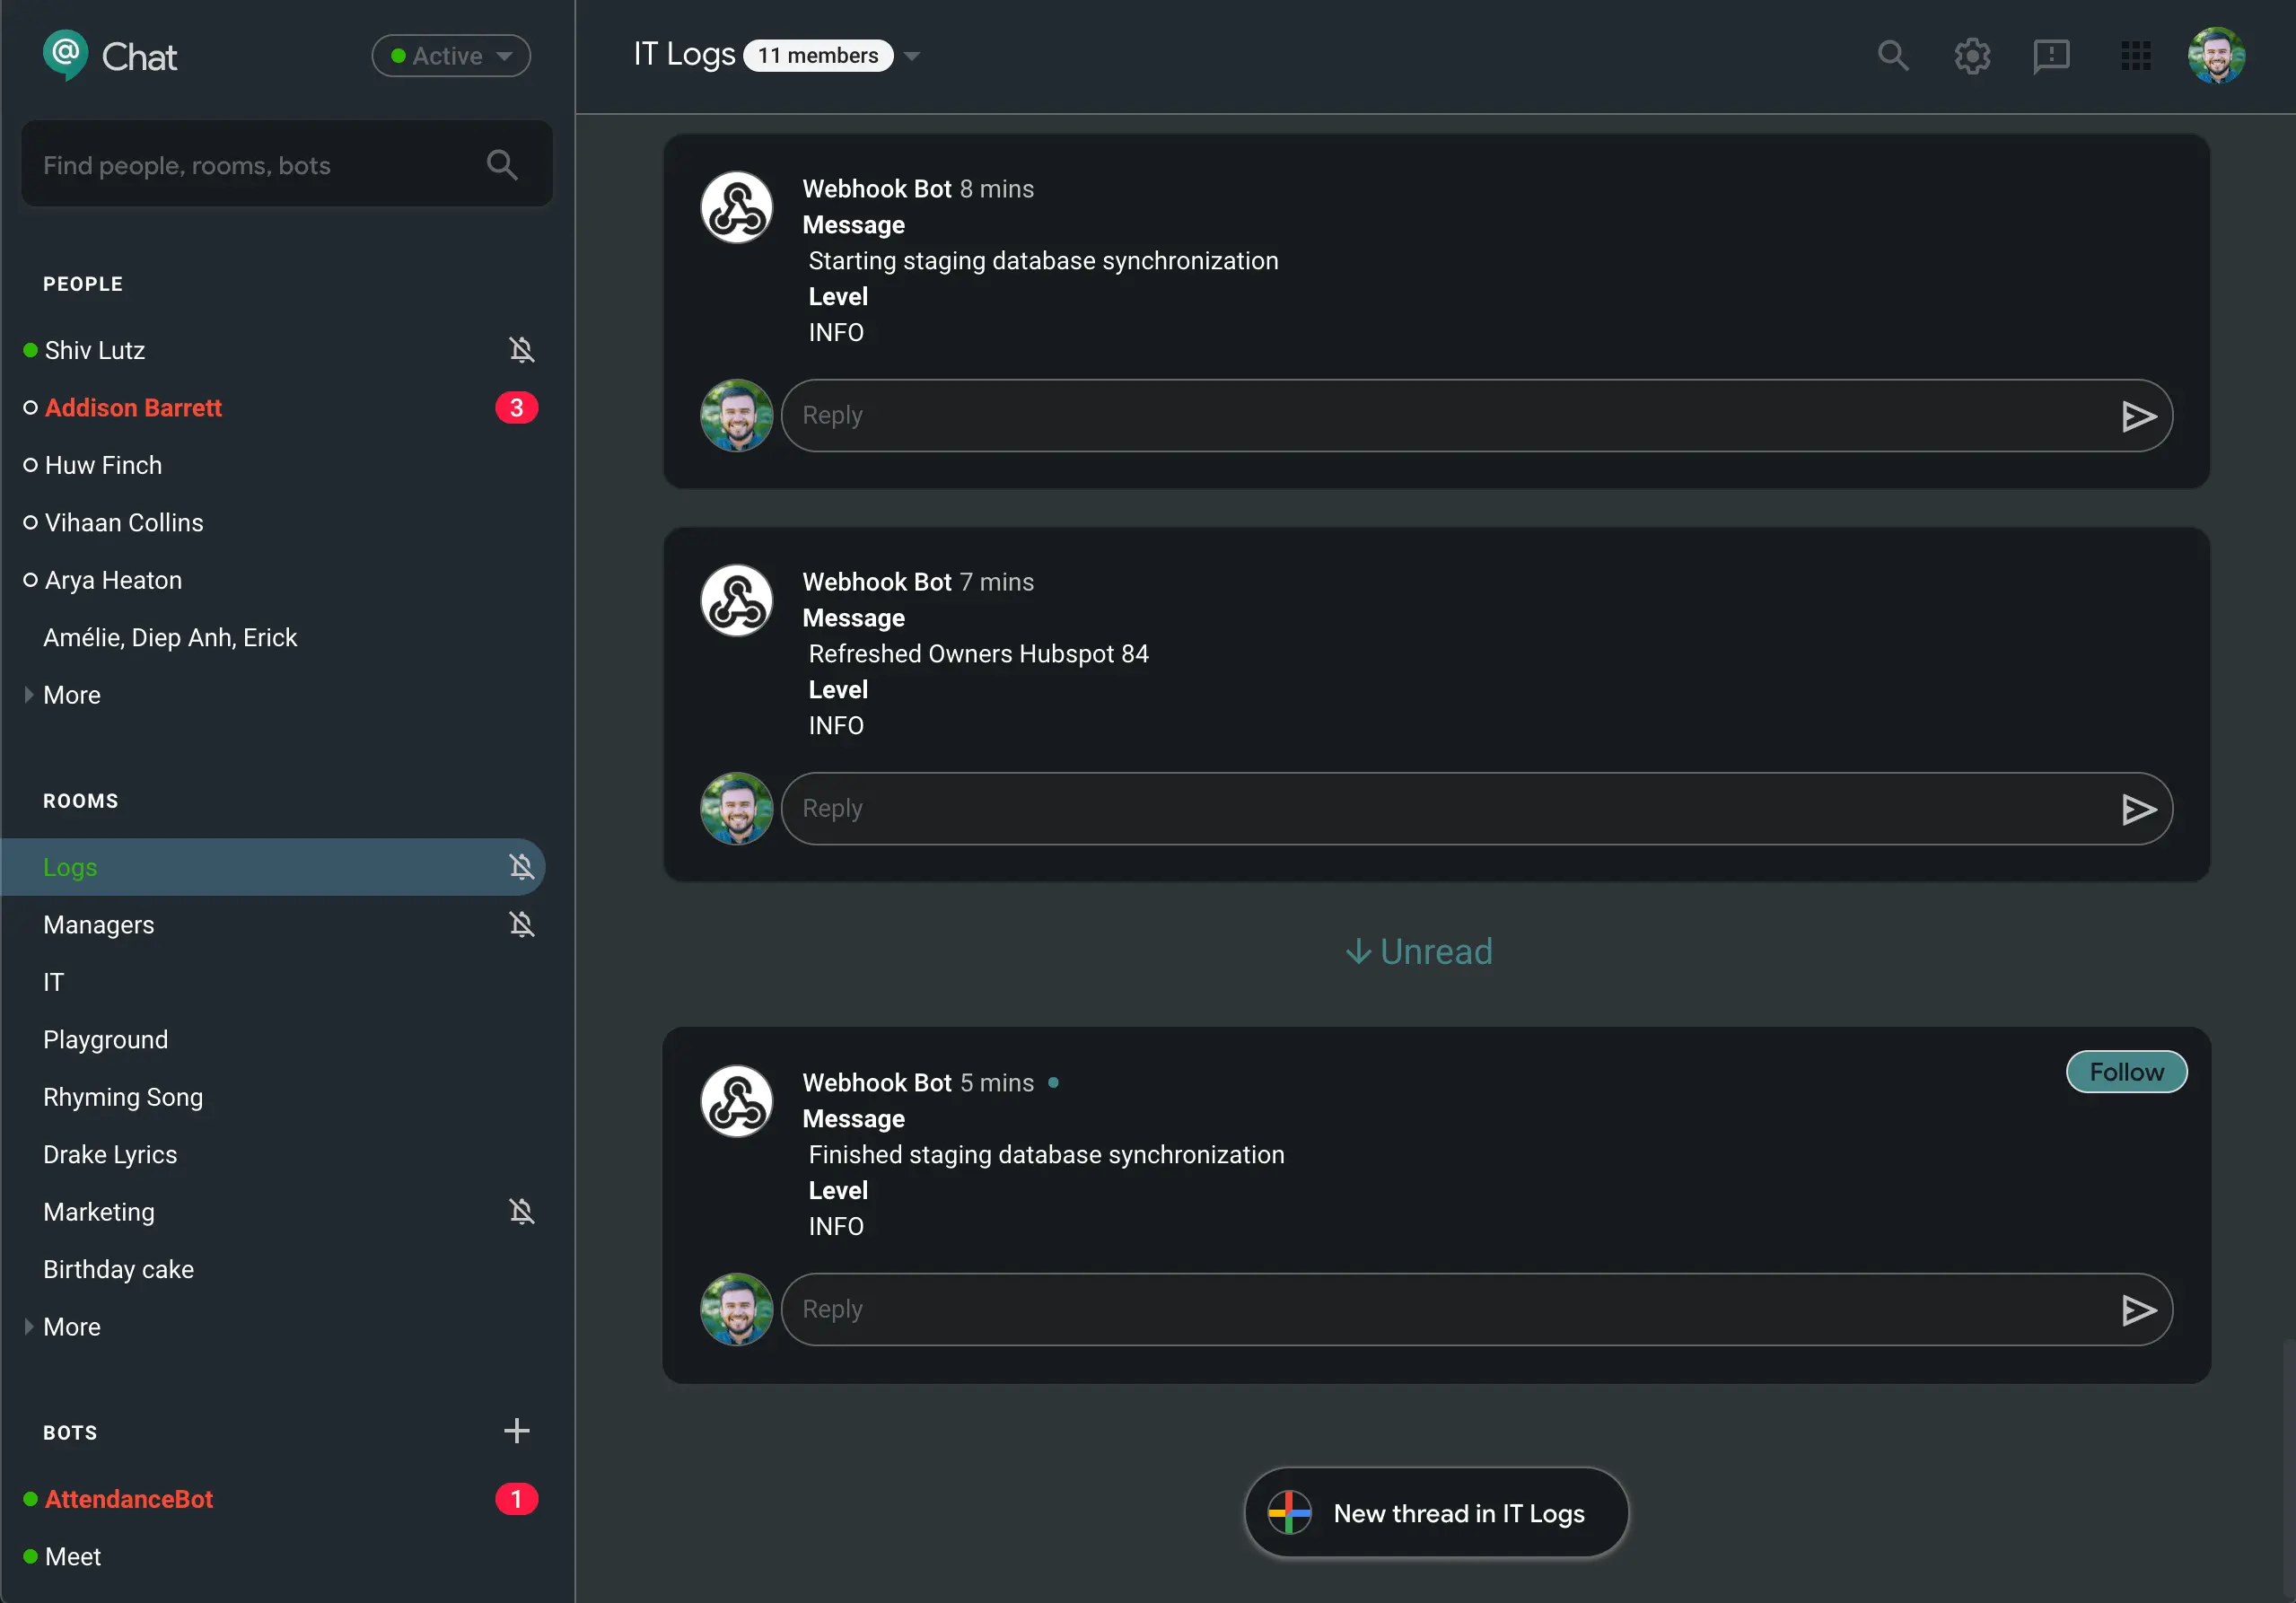 @ Chat
Active
Find people, rooms, bots
PEOPLE
Shiv Lutz
Addison Barrett 3
Huw Finch
Vihaan Collins
Arya Heaton
Amélie, Diep Anh, Erick
More
ROOMS
Logs
Managers
IT
Playground
Rhyming Song
Drake Lyrics
Marketing
Birthday cake
More
BOTS
AttendanceBot 1
Meet
IT Logs 11 members
Webhook Bot 8 mins
Message
Starting staging database synchronization
Level
INFO
Reply
Webhook Bot 7 mins
Message
Refreshed Owners Hubspot 84
Level
INFO
Reply
Unread
Webhook Bot 5 mins
Follow
Message
Finished staging database synchronization
Level
INFO
Reply
New thread in IT Logs